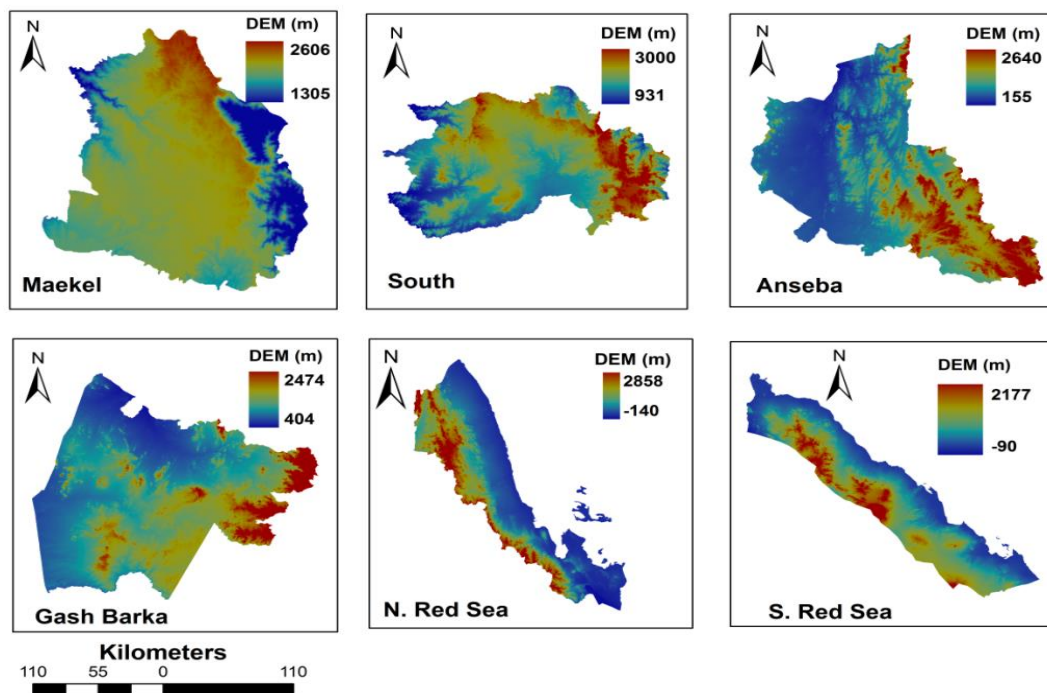 N
DEM (m)
2606
1305
Maekel
N
DEM (m)
3000
931
South
N
DEM (m)
2640
155
Anseba
N
DEM (m)
2474
404
Gash Barka
N
DEM (m)
2858
-140
N. Red Sea
N
DEM (m)
2177
-90
S. Red Sea
Kilometers
110 55 0 110